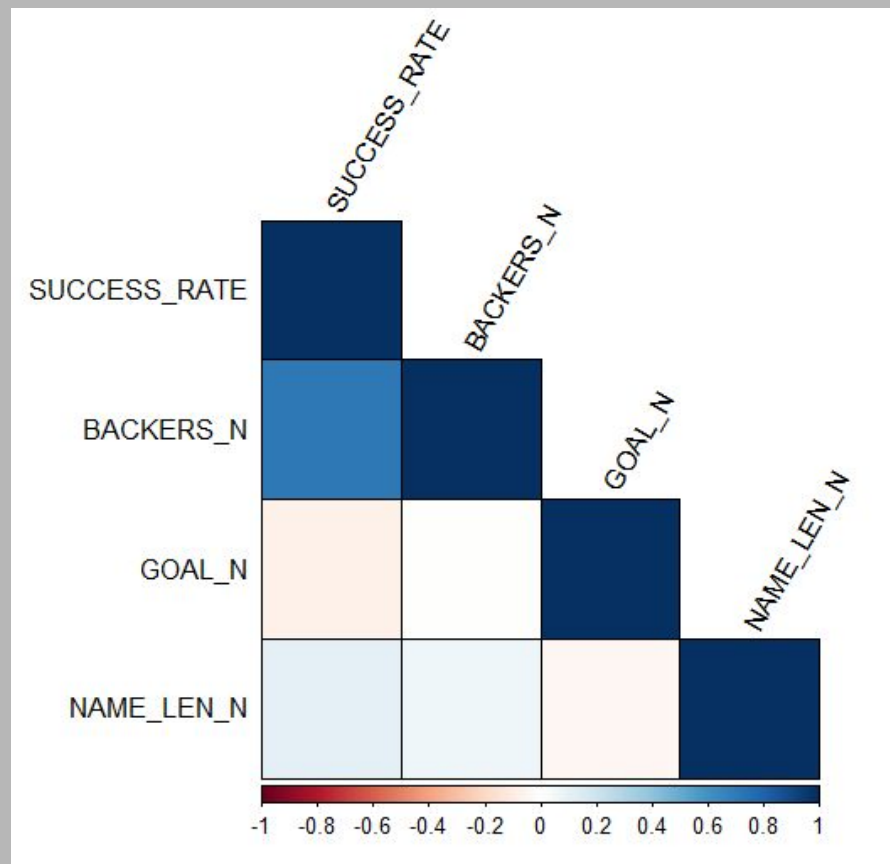 SUCCESS_RATE
BACKERS_N
GOAL_N
NAME_LEN_N
SUCCESS_RATE
BACKERS_N
GOAL_N
NAME_LEN_N
-1 -0.8 -0.6 -0.4 -0.2 0 0.2 0.4 0.6 0.8 1